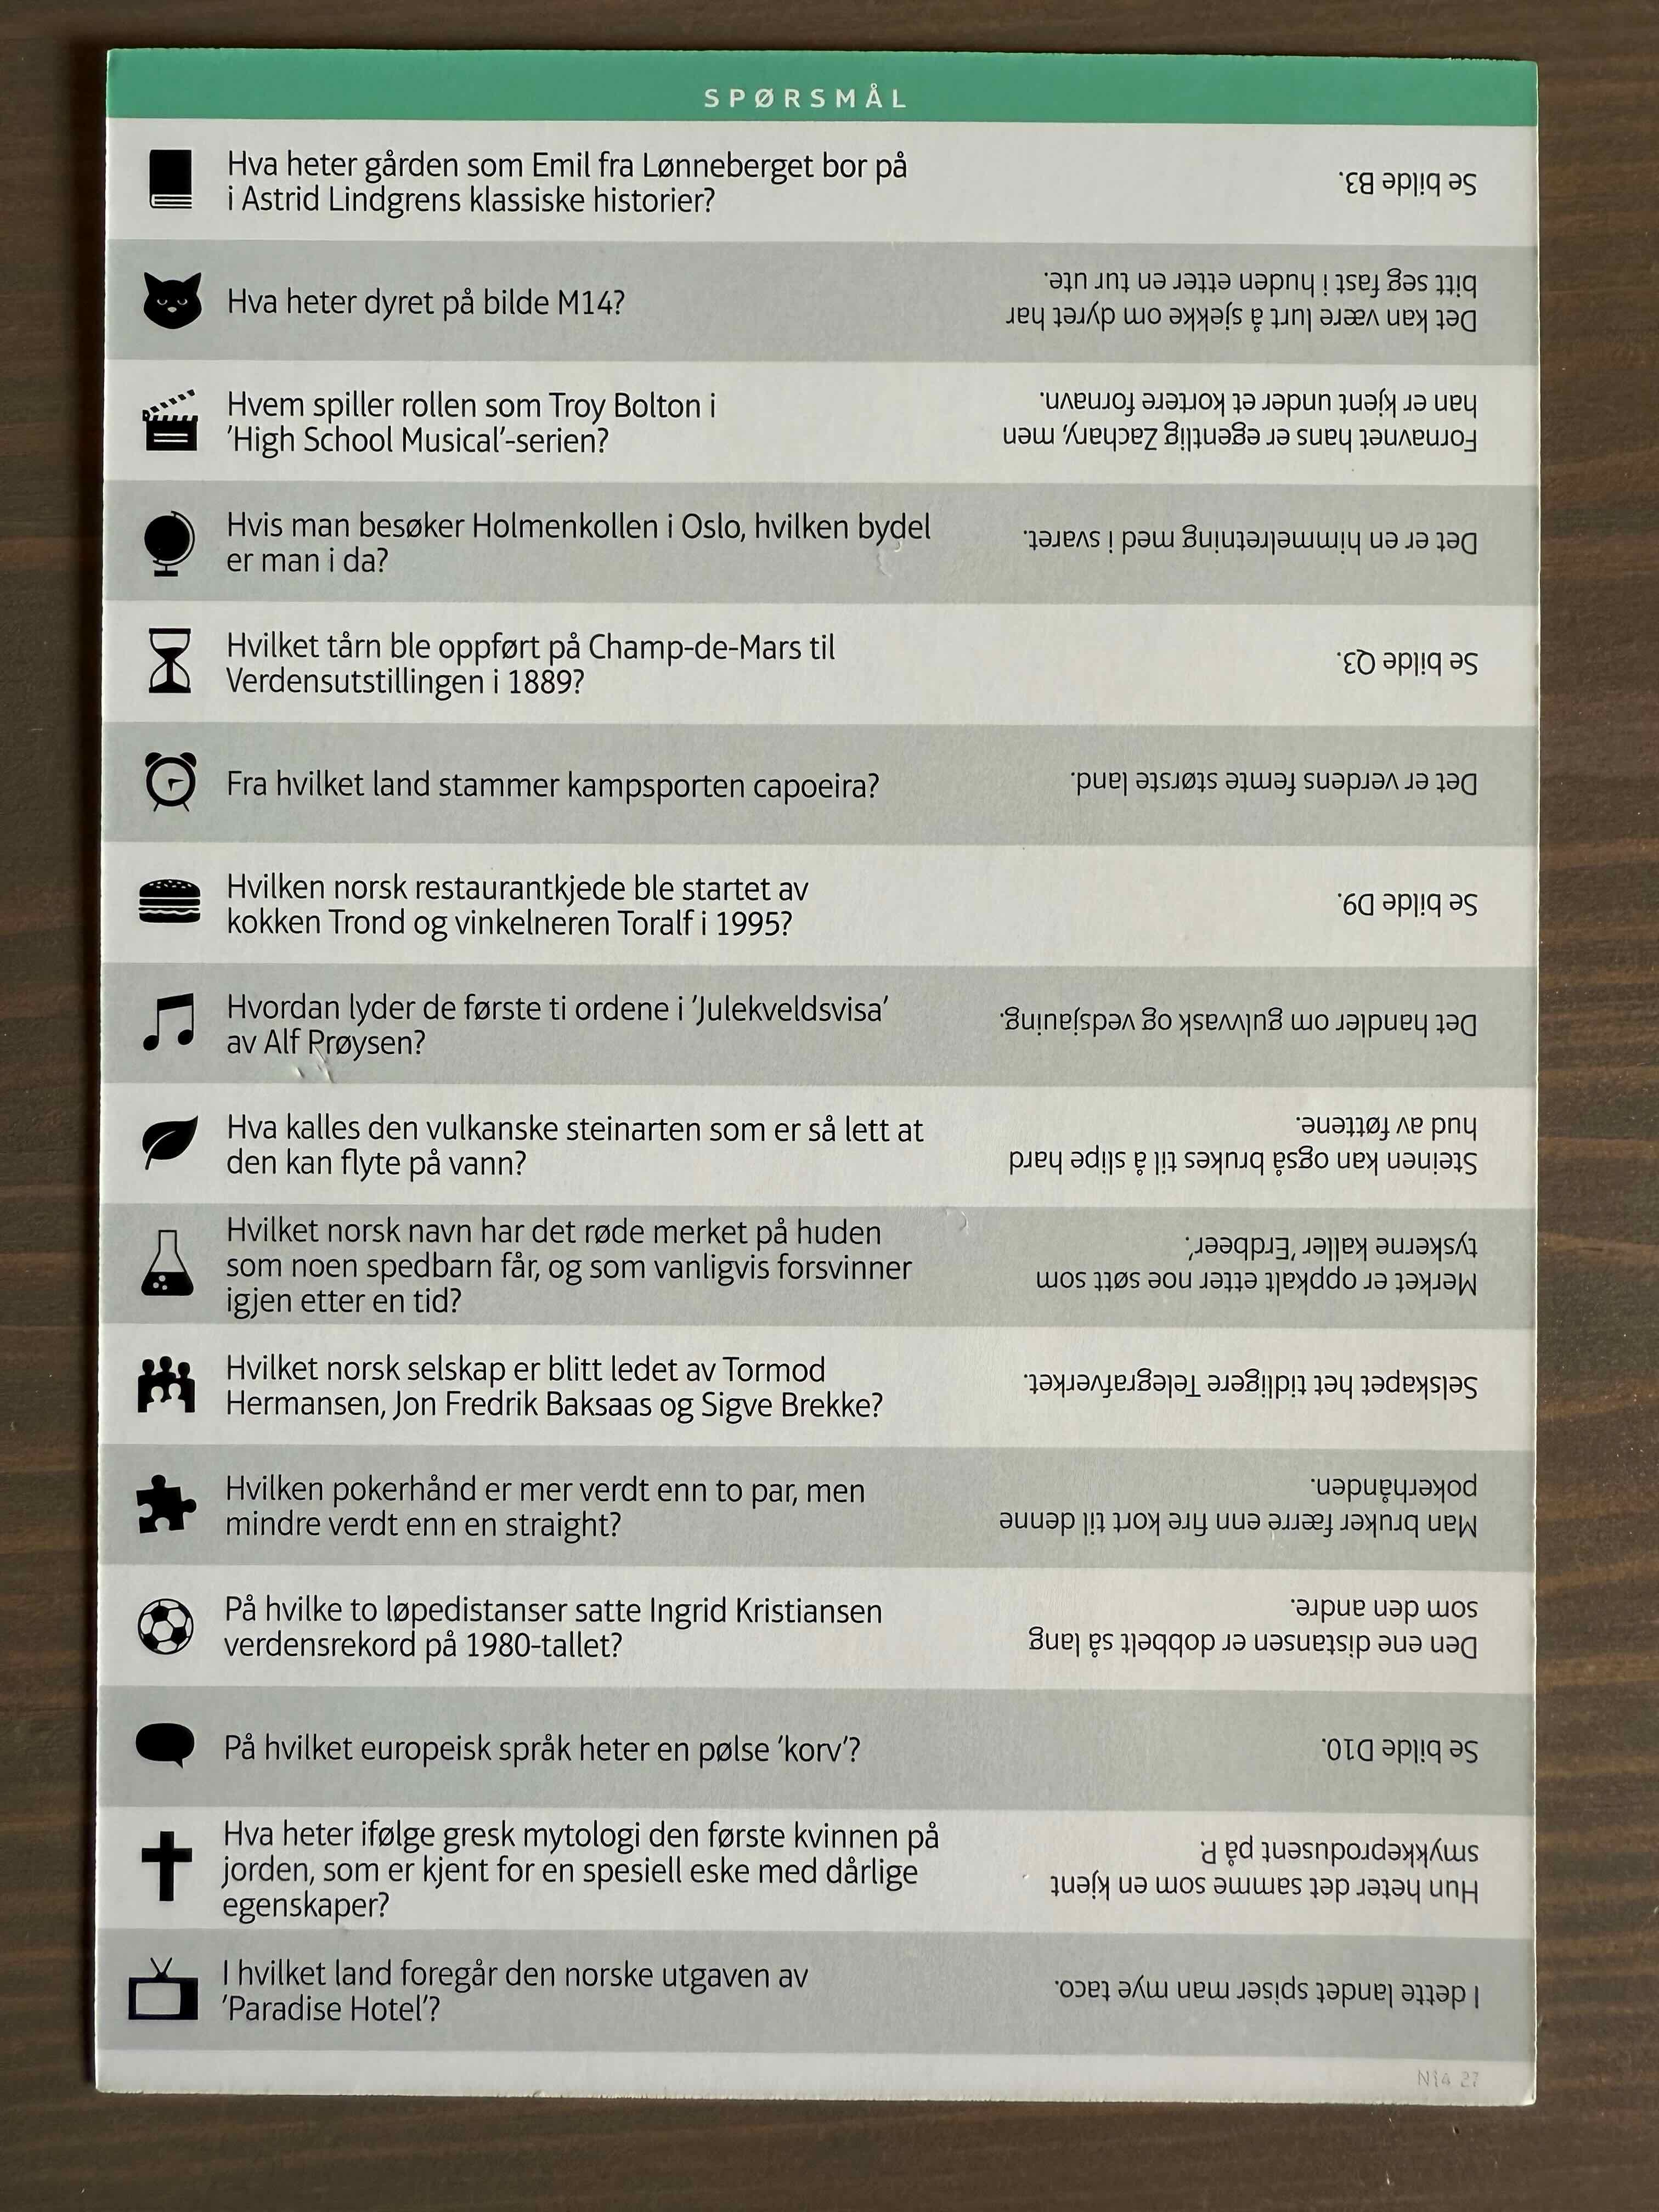 SPØRSMÅL
Hva heter gården som Emil fra Lønneberget bor på
i Astrid Lindgrens klassiske historier?
Se bilde B3.
Hva heter dyret på bilde M14?
Det kan være lurt å sjekke om dyret har
bitt seg fast i huden etter en tur ute.
Hvem spiller rollen som Troy Bolton i
'High School Musical'-serien?
Fornavnet hans er egentlig Zachary, men
han er kjent under et kortere fornavn.
Hvis man besøker Holmenkollen i Oslo, hvilken bydel
er man i da?
Det er en himmelretning med i svaret.
Hvilket tårn ble oppført på Champ-de-Mars til
Verdensutstillingen i 1889?
Se bilde Q3.
Fra hvilket land stammer kampsporten capoeira?
Det er verdens femte største land.
Hvilken norsk restaurantkjede ble startet av
kokken Trond og vinkelneren Toralf i 1995?
Se bilde D9.
Hvordan lyder de første ti ordene i 'Julekveldsvisa'
av Alf Prøysen?
Det handler om gulvvask og vedsjauing.
Hva kalles den vulkanske steinarten som er så lett at
den kan flyte på vann?
Steinen kan også brukes til å slipe hard
hud av føttene.
Hvilket norsk navn har det røde merket på huden
som noen spedbarn får, og som vanligvis forsvinner
igjen etter en tid?
Merket er oppkalt etter noe søtt som
tyskerne kaller 'Erdbeer'.
Hvilket norsk selskap er blitt ledet av Tormod
Hermansen, Jon Fredrik Baksaas og Sigve Brekke?
Selskapet het tidligere Telegrafverket.
Hvilken pokerhånd er mer verdt enn to par, men
mindre verdt enn en straight?
Man bruker færre enn fire kort til denne
pokerhånden.
På hvilke to løpedistanser satte Ingrid Kristiansen
verdensrekord på 1980-tallet?
Den ene distansen er dobbelt så lang
som den andre.
På hvilket europeisk språk heter en pølse 'korv'?
Se bilde D10.
Hva heter ifølge gresk mytologi den første kvinnen på
jorden, som er kjent for en spesiell eske med dårlige
egenskaper?
Hun heter det samme som en kjent
smykkeprodusent på P.
I hvilket land foregår den norske utgaven av
'Paradise Hotel'?
I dette landet spiser man mye taco.
N14 27